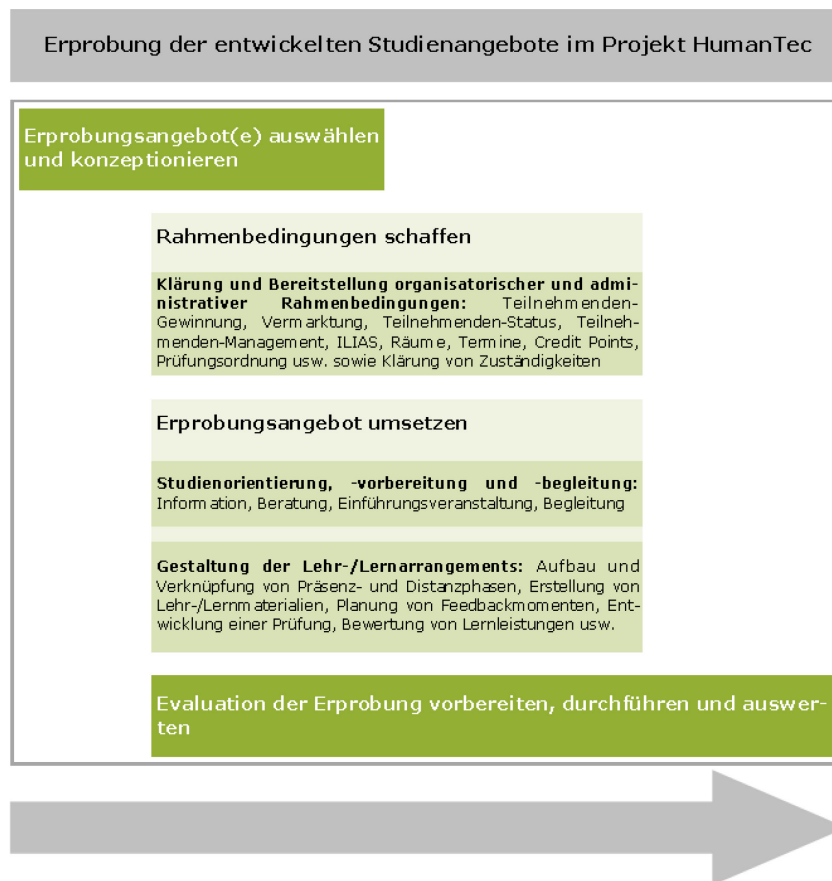 Erprobung der entwickelten Studienangebote im Projekt HumanTec
Erprobungsangebot(e) auswählen
und konzeptionieren
Rahmenbedingungen schaffen
Klärung und Bereitstellung organisatorischer und admi-
nistrativer Rahmenbedingungen: Teilnehmenden-
Gewinnung, Vermarktung, Teilnehmenden-Status, Teilneh-
menden-Management, ILIAS, Räume, Termine, Credit Points,
Prüfungsordnung usw. sowie Klärung von Zuständigkeiten
Erprobungsangebot umsetzen
Studienorientierung, -vorbereitung und -begleitung:
Information, Beratung, Einführungsveranstaltung, Begleitung
Gestaltung der Lehr-/Lernarrangements: Aufbau und
Verknüpfung von Präsenz- und Distanzphasen, Erstellung von
Lehr-/Lernmaterialien, Planung von Feedbackmomenten, Ent-
wicklung einer Prüfung, Bewertung von Lernleistungen usw.
Evaluation der Erprobung vorbereiten, durchführen und auswer-
ten